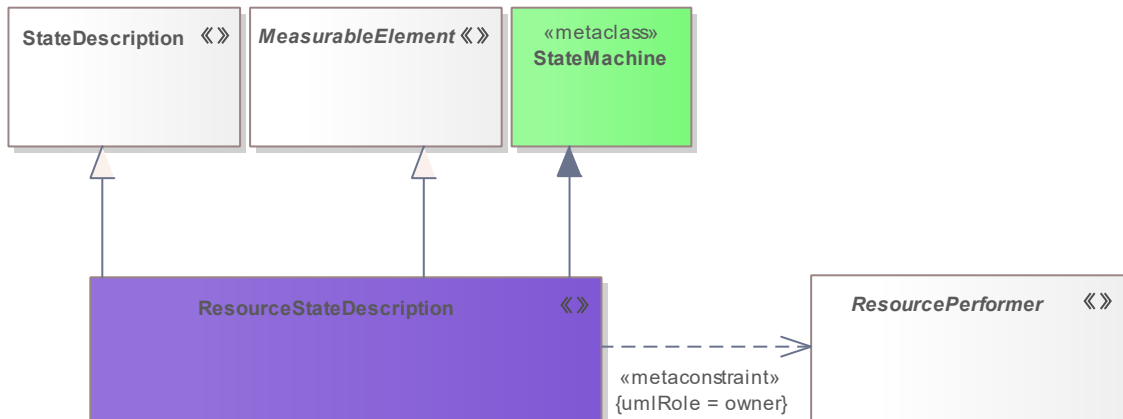 StateDescription «»
MeasurableElement «»
«metaclass»
StateMachine
ResourceStateDescription «»
ResourcePerformer «»
«metaconstraint»
{umlRole = owner}